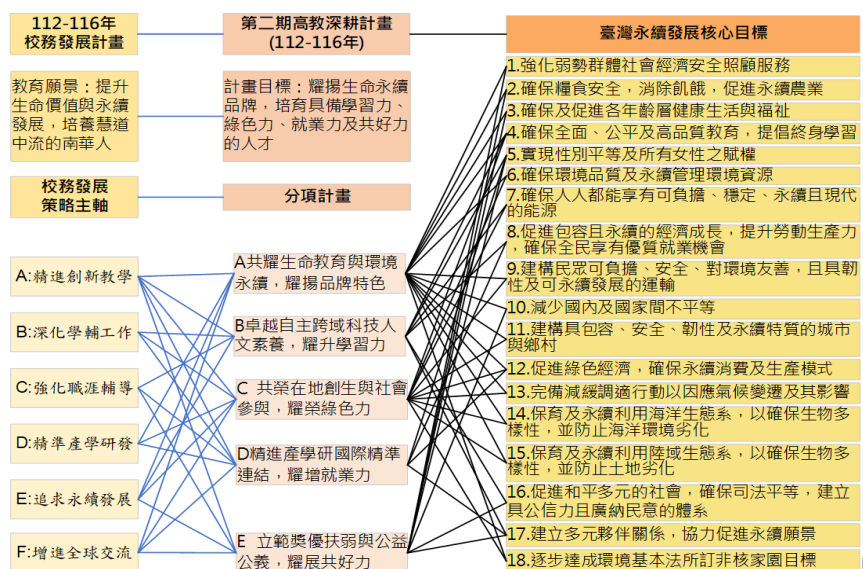 112-116年
校務發展計畫
第二期高教深耕計畫
(112-116年)
臺灣永續發展核心目標
教育願景：提升
生命價值與永續
發展，培養慧道
中流的南華人
計畫目標：耀揚生命永續
品牌，培育具備學習力、
綠色力、就業力及共好力
的人才
校務發展
策略主軸
分項計畫
A:精進創新教學
B:深化學輔工作
C:強化職涯輔導
D:精準產學研發
E:追求永續發展
F:增進全球交流
A共耀生命教育與環境
永續，耀揚品牌特色
B卓越自主跨域科技人
文素養，耀升學習力
C 共榮在地創生與社會
參與，耀榮綠色力
D精進產學研國際精準
連結，耀增就業力
E 立範獎優扶弱與公益
公義，耀展共好力
1.強化弱勢群體社會經濟安全照顧服務
2.確保糧食安全，消除飢餓，促進永續農業
3.確保及促進各年齡層健康生活與福祉
4.確保全面、公平及高品質教育，提倡終身學習
5.實現性別平等及所有女性之賦權
6.確保環境品質及永續管理環境資源
7.確保人人都能享有可負擔、穩定、永續且現代
的能源
8.促進包容且永續的經濟成長，提升勞動生產力
，確保全民享有優質就業機會
9.建構民眾可負擔、安全、對環境友善，且具韌
性及可永續發展的運輸
10.減少國內及國家間不平等
11.建構具包容、安全、韌性及永續特質的城市
與鄉村
12.促進綠色經濟，確保永續消費及生產模式
13.完備減緩調適行動以因應氣候變遷及其影響
14.保育及永續利用海洋生態系，以確保生物多
樣性，並防止海洋環境劣化
15.保育及永續利用陸域生態系，以確保生物多
樣性，並防止土地劣化
16.促進和平多元的社會，確保司法平等，建立
具公信力且廣納民意的體系
17.建立多元夥伴關係，協力促進永續願景
18.逐步達成環境基本法所訂非核家園目標